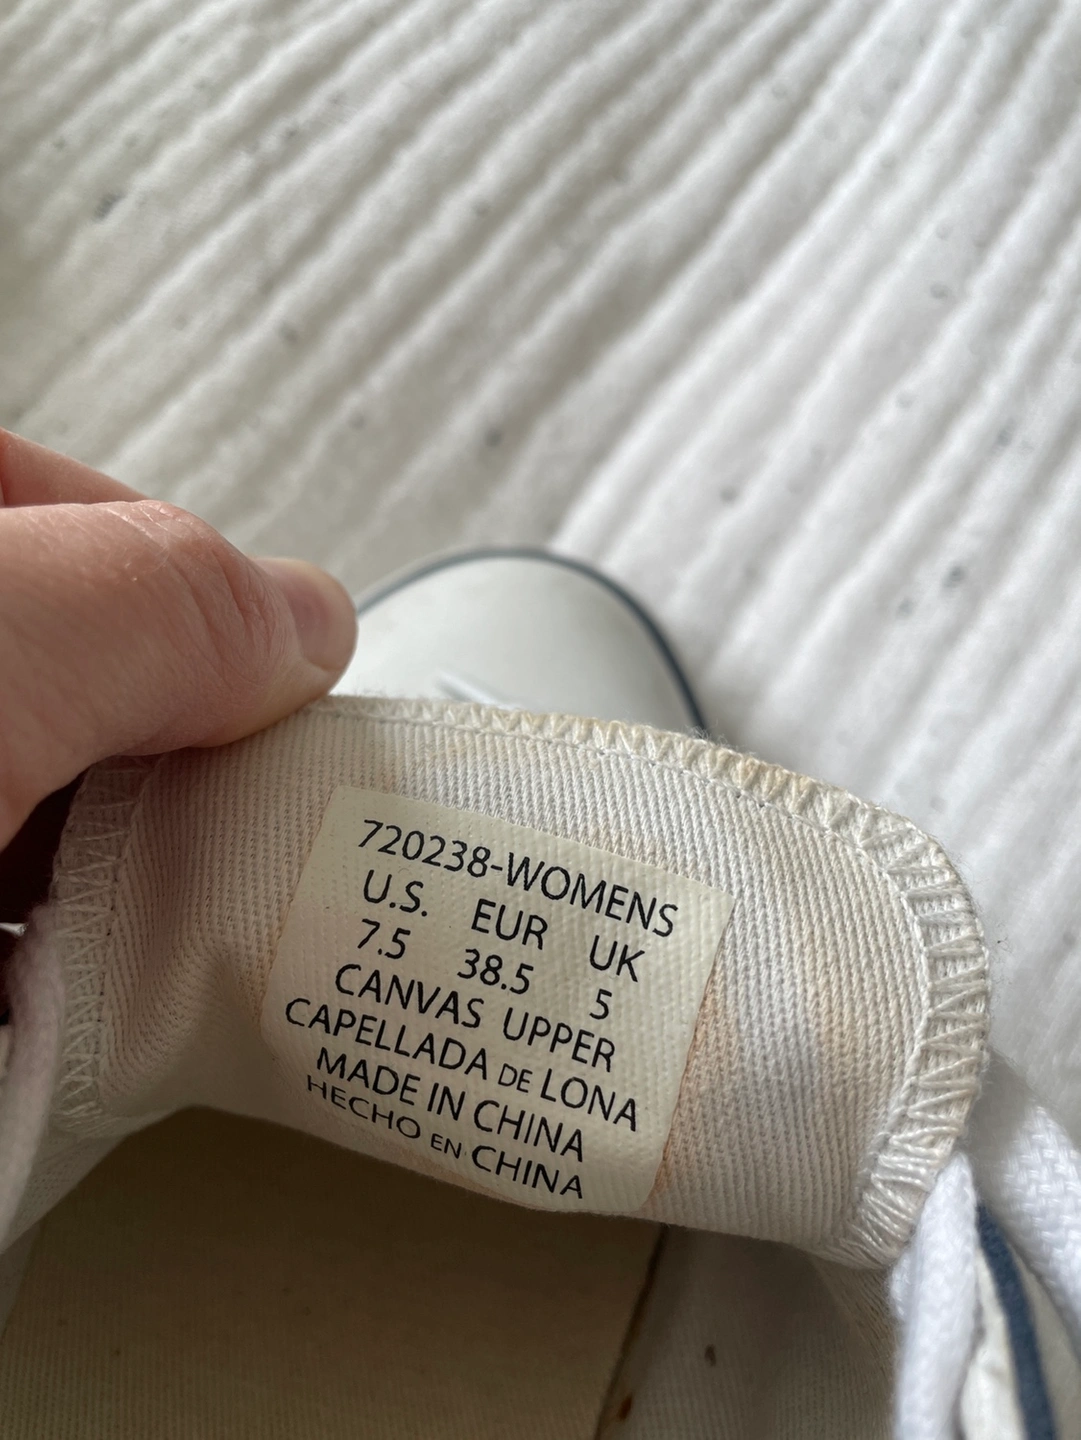 720238-WOMENS
U.S. EUR UK
7.5 38.5 5
CANVAS UPPER
CAPELLADA DE LONA
MADE IN CHINA
HECHO EN CHINA